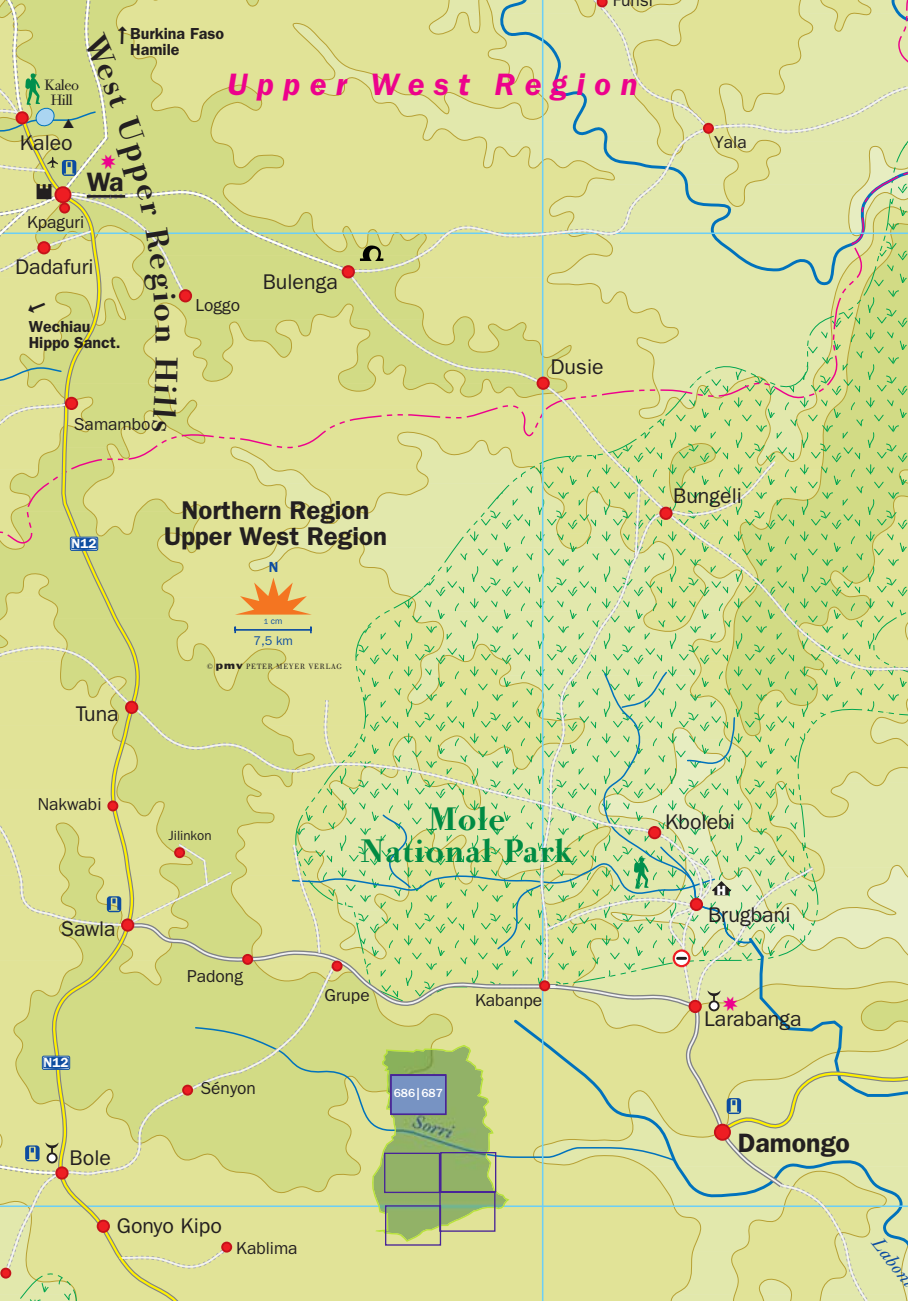 Funsi
Burkina Faso
Hamile
Upper West Region
Kaleo
Hill
West Upper Region Hills
Yala
Kaleo
Wa
Kpaguri
Dadafuri
Bulenga
Loggo
Wechiau
Hippo Sanct.
Dusie
Samambo
Bungeli
Northern Region
Upper West Region
N12
N
1 cm
7,5 km
© pmv PETER MEYER VERLAG
Tuna
Nakwabi
Jilinkon
Mole
National Park
Kbolebi
Brugbani
Sawla
Padong
Grupe
Kabanpe
Larabanga
N12
Sényon
686|687
Sorri
Damongo
Bole
Gonyo Kipo
Kablima